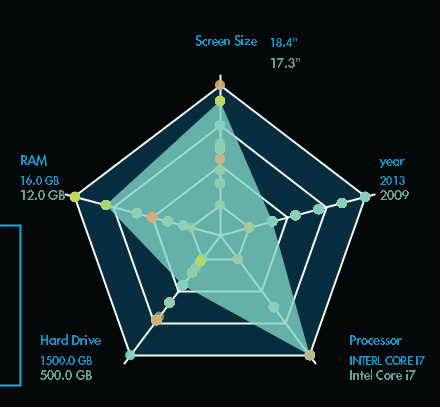 Screen Size 18.4"
17.3"
RAM
16.0 GB
12.0 GB
year
2013
2009
Hard Drive
1500.0 GB
500.0 GB
Processor
INTERL CORE I7
Intel Core i7